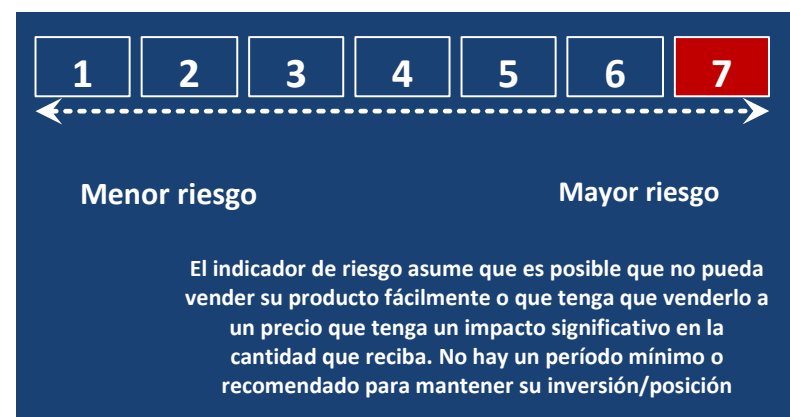 1 2 3 4 5 6 7
Menor riesgo Mayor riesgo
El indicador de riesgo asume que es posible que no pueda
vender su producto fácilmente o que tenga que venderlo a
un precio que tenga un impacto significativo en la
cantidad que reciba. No hay un período mínimo o
recomendado para mantener su inversión/posición